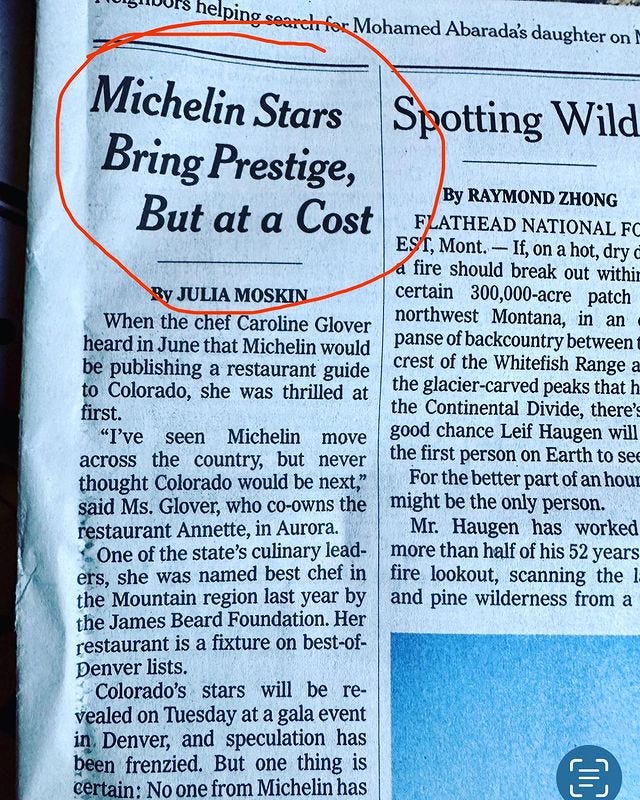 Neighbors helping search for Mohamed Abarada's daughter on
Michelin Stars
Bring Prestige,
But at a Cost
By JULIA MOSKIN
When the chef Caroline Glover
heard in June that Michelin would
be publishing a restaurant guide
to Colorado, she was thrilled at
first.
"I've seen Michelin move
across the country, but never
thought Colorado would be next,"
said Ms. Glover, who co-owns the
restaurant Annette, in Aurora.
One of the state's culinary lead-
ers, she was named best chef in
the Mountain region last year by
the James Beard Foundation. Her
restaurant is a fixture on best-of-
Denver lists.
Colorado's stars will be re-
vealed on Tuesday at a gala event
in Denver, and speculation has
been frenzied. But one thing is
certain: No one from Michelin has
Spotting Wild
By RAYMOND ZHONG
FLATHEAD NATIONAL FO
EST, Mont. — If, on a hot, dry d
a fire should break out within
certain 300,000-acre patch
northwest Montana, in an
panse of backcountry between t
crest of the Whitefish Range a
the glacier-carved peaks that h
the Continental Divide, there's
good chance Leif Haugen will
the first person on Earth to see
For the better part of an hour
might be the only person.
Mr. Haugen has worked
more than half of his 52 years
fire lookout, scanning the l
and pine wilderness from a